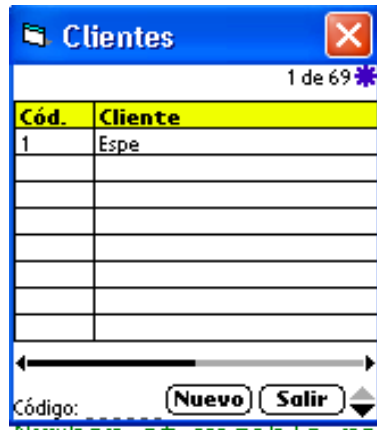 Clientes
1 de 69
Cód. Cliente
1 Espe
Código: Nuevo Salir